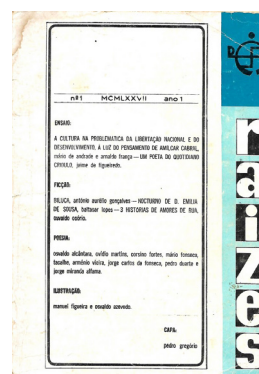 nº1 MCMLXXVII ano 1
ENSAIO:
A CULTURA NA PROBLEMÁTICA DA LIBERTAÇÃO NACIONAL E DO
DESENVOLVIMENTO, À LUZ DO PENSAMENTO DE AMILCAR CABRAL,
mário de andrade e arnaldo frança — UM POETA DO QUOTIDIANO
CRIOULO, jaime de figueiredo.
FICÇÃO:
BILUCA, antónio aurélio gonçalves — NOCTURNO DE D. EMILIA
DE SOUSA, baltasar lopes — 3 HISTÓRIAS DE AMORES DE RUA,
oswaldo osório.
POESIA:
osvaldo alcântara, ovídio martins, corsino fortes, mário fonseca,
tacalhe, arménio vieira, jorge carlos da fonseca, pedro duarte e
jorge miranda alfama.
ILUSTRAÇÃO:
manuel figueira e osvaldo azevedo.
CAPA:
pedro gregório
raízes